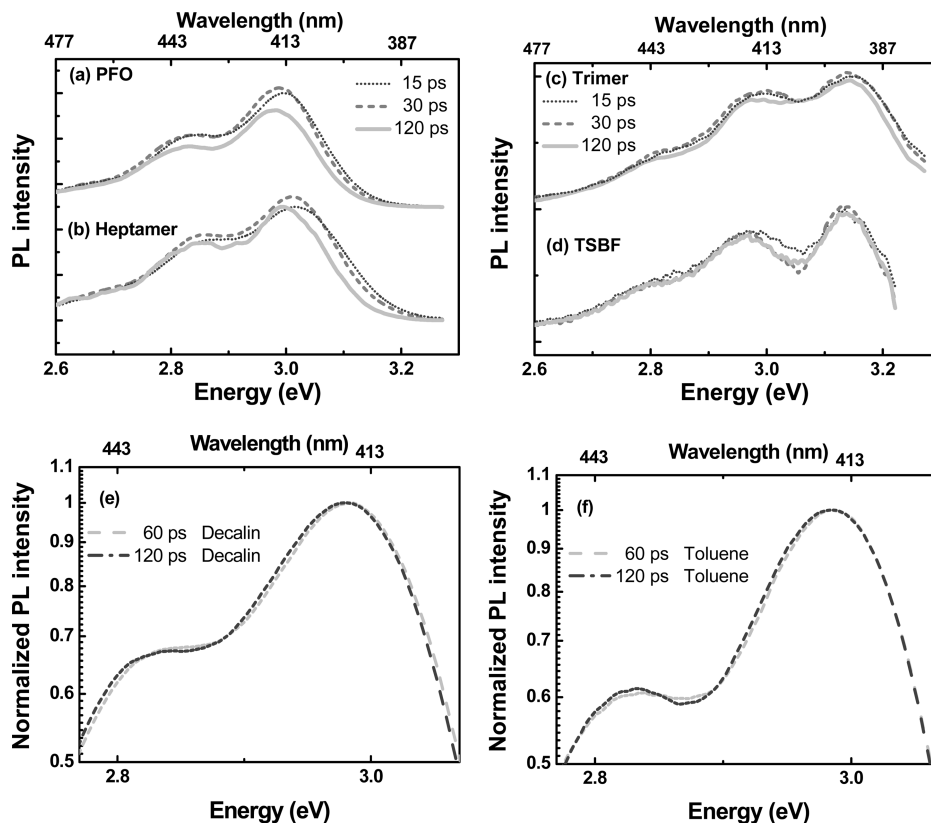 Wavelength (nm)
477 443 413 387
(a) PFO
15 ps
30 ps
120 ps
(b) Heptamer
PL intensity
2.6 2.8 3.0 3.2
Energy (eV)
Wavelength (nm)
477 443 413 387
(c) Trimer
15 ps
30 ps
120 ps
(d) TSBF
PL intensity
2.6 2.8 3.0 3.2
Energy (eV)
Wavelength (nm)
443 413
1.1
(e)
1
60 ps Decalin
0.9
120 ps Decalin
0.8
0.7
0.6
0.5
Normalized PL intensity
2.8 3.0
Energy (eV)
Wavelength (nm)
443 413
1.1
(f)
1
0.9
60 ps Toluene
120 ps Toluene
0.8
0.7
0.6
0.5
Normalized PL intensity
2.8 3.0
Energy (eV)